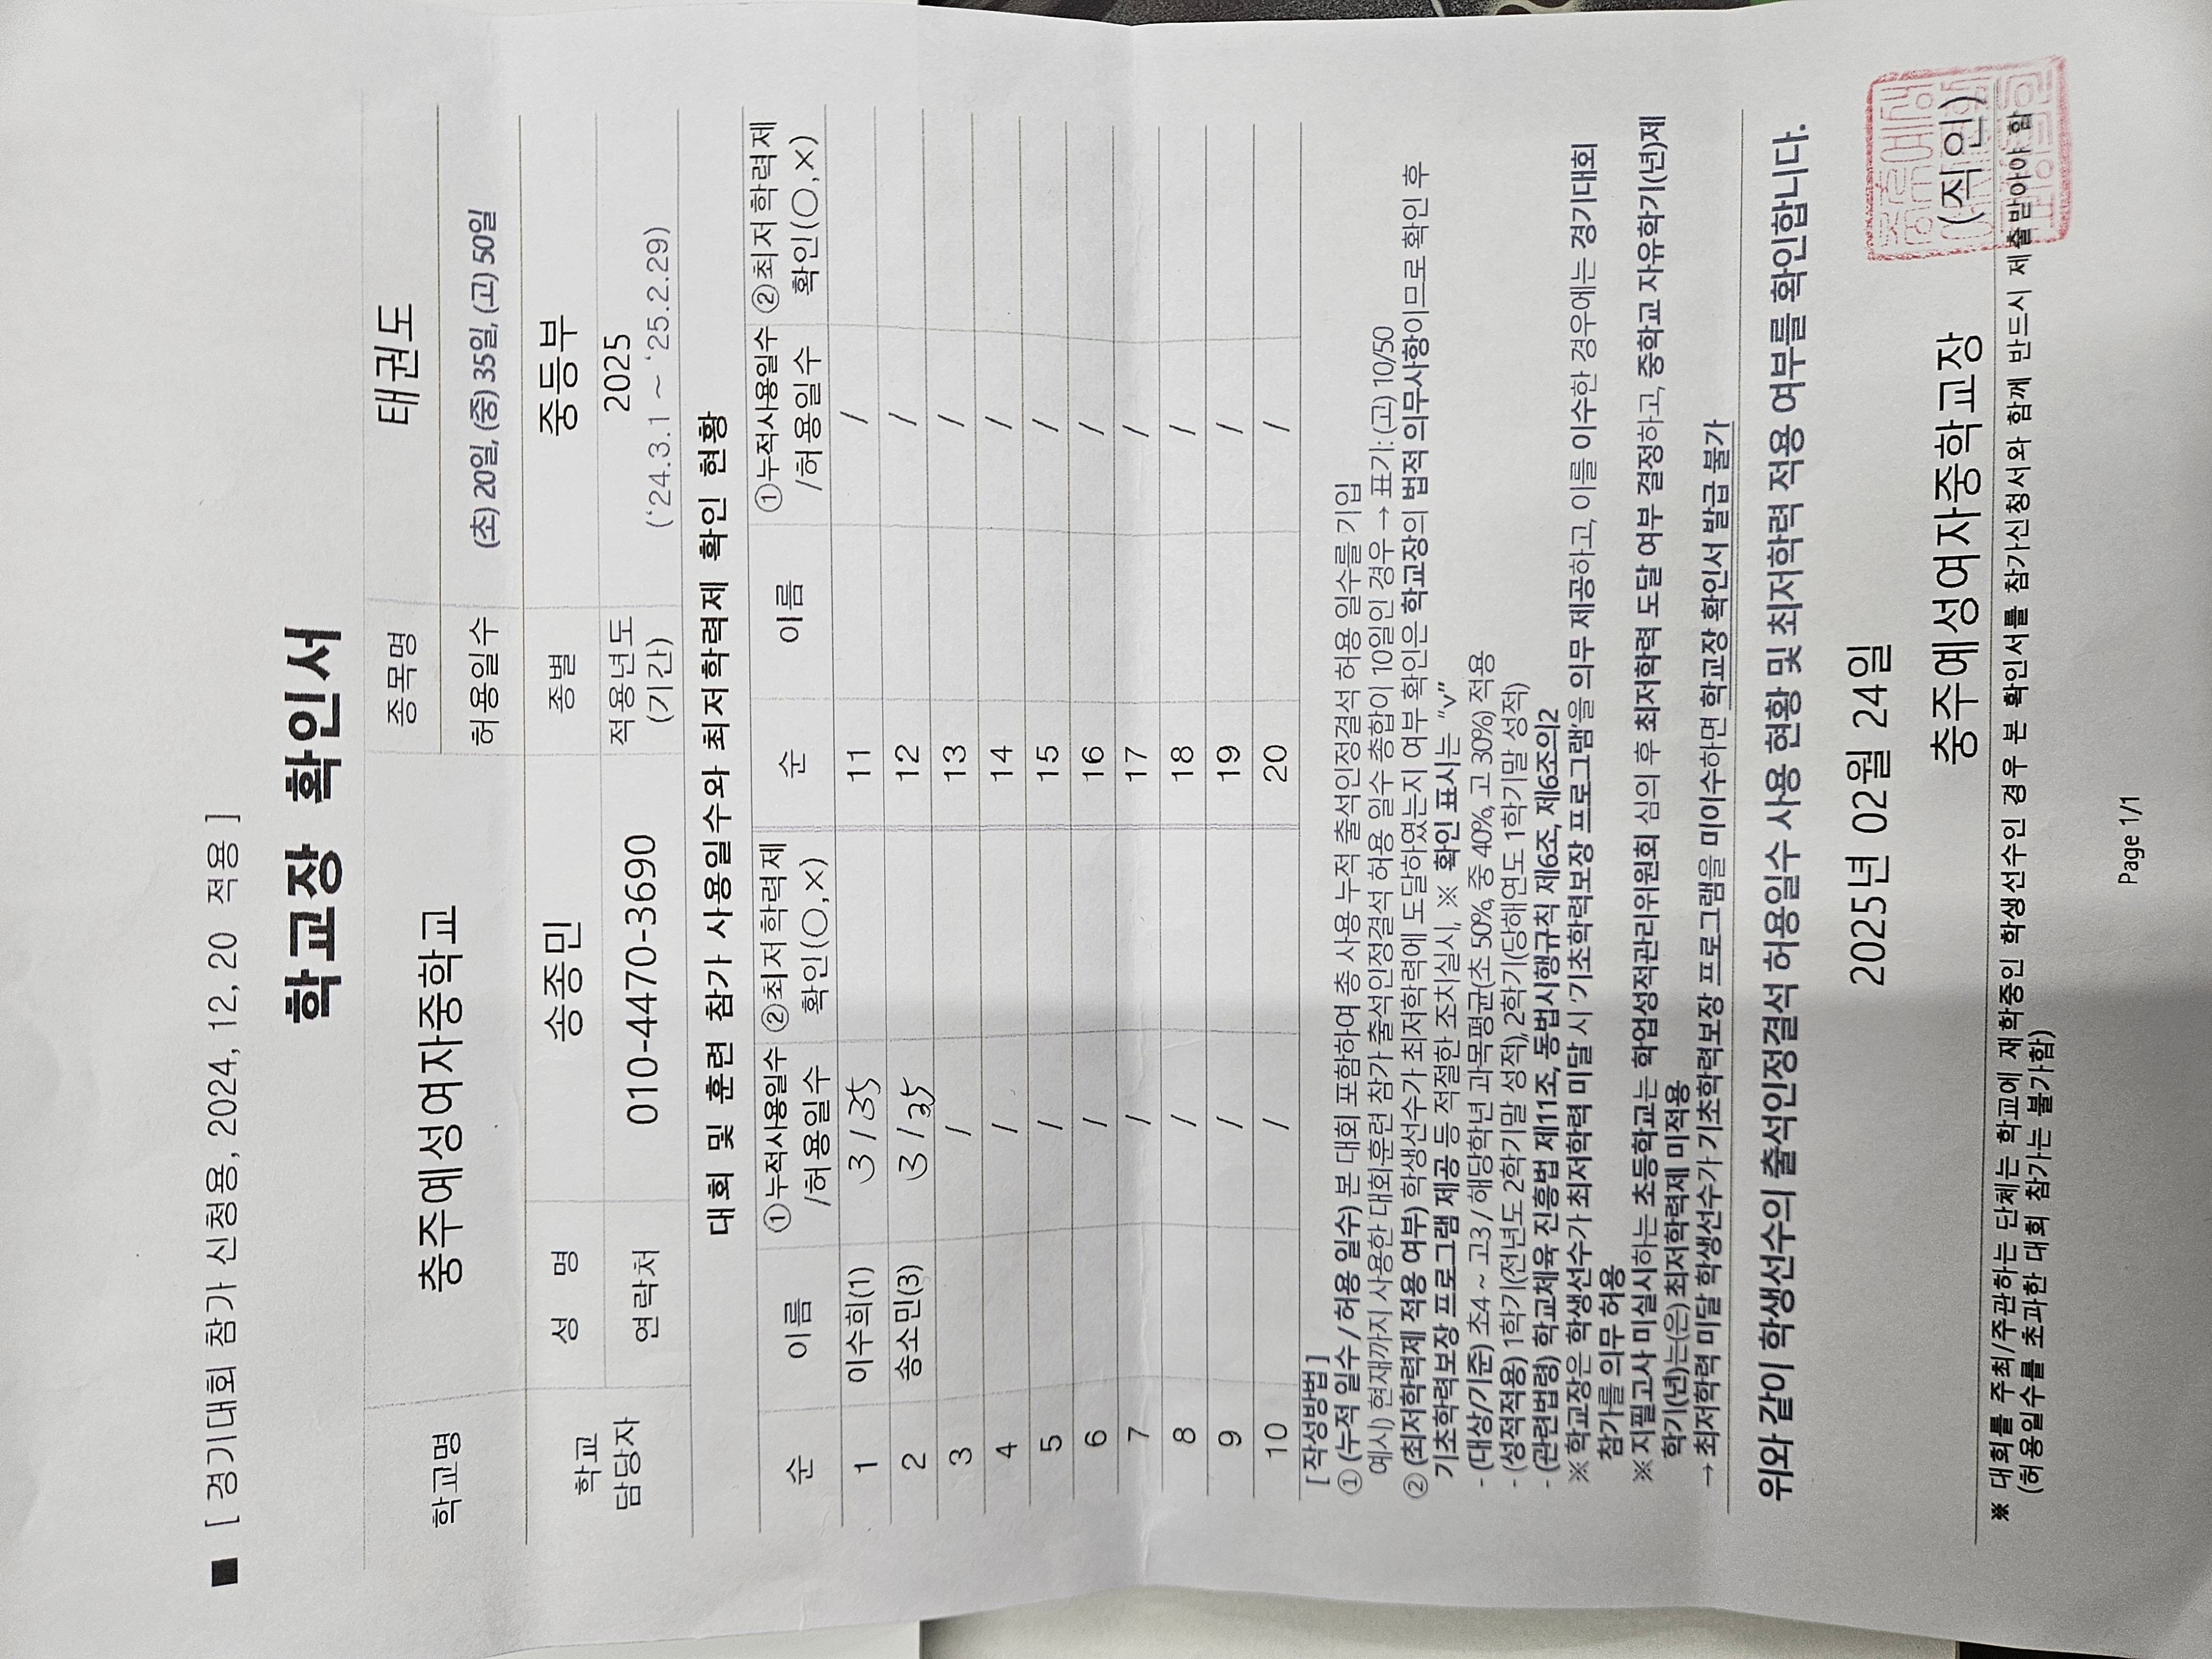 ■ [ 경기대회 참가 신청용, 2024, 12, 20 적용 ]
학교장 확인서
학교명 충주예성여자중학교 종목명 태권도
허용일수 (초) 20일, (중) 35일, (고) 50일
학교 담당자 성 명 송종민 종별 중등부
연락처 010-4470-3690 적용년도 (기간) 2025 (‘24.3.1 ~ ‘25.2.29)
대회 및 훈련 참가 사용일수와 최저학력제 확인 현황
순 이름 ①누적사용일수 /허용일수 ②최저학력제 확인(○,×) 순 이름 ①누적사용일수 /허용일수 ②최저학력제 확인(○,×)
1 이수희(1) 3 / 35 11 /
2 송소민(3) 3 / 35 12 /
3 / 13 /
4 / 14 /
5 / 15 /
6 / 16 /
7 / 17 /
8 / 18 /
9 / 19 /
10 / 20 /
[ 작성방법 ]
① (누적 일수 / 허용 일수) 본 대회 포함하여 총 사용 누적 출석인정결석 허용 일수를 기입
예시) 현재까지 사용한 대회훈련 참가 출석인정결석 허용 일수 총합이 10일인 경우 → 표기: (고) 10/50
② (최저학력제 적용 여부) 학생선수가 최저학력에 도달하였는지 여부 확인은 학교장의 법적 의무사항이므로 확인 후
기초학력보장 프로그램 제공 등 적절한 조치실시, ※ 확인 표시는 “v”
- (대상/기준) 초4 ~ 고3 / 해당학년 과목평균(초 50%, 중 40%, 고 30%) 적용
- (성적적용) 1학기(전년도 2학기말 성적), 2학기(당해연도 1학기말 성적)
- (관련법령) 학교체육 진흥법 제11조, 동법시행규칙 제6조, 제6조의2
※ 학교장은 학생선수가 최저학력 미달 시 ‘기초학력보장 프로그램’을 의무 제공하고, 이를 이수한 경우에는 경기대회
참가를 의무 허용
※ 지필고사 미실시하는 초등학교는 학업성적관리위원회 심의 후 최저학력 도달 여부 결정하고, 중학교 자유학기(년)제
학기(년)는(은) 최저학력제 미적용
→ 최저학력 미달 학생선수가 기초학력보장 프로그램을 미이수하면 학교장 확인서 발급 불가
위와 같이 학생선수의 출석인정결석 허용일수 사용 현황 및 최저학력 적용 여부를 확인합니다.
2025년 02월 24일
충주예성여자중학교장 (직인)
※ 대회를 주최/주관하는 단체는 학교에 재학중인 학생선수인 경우 본 확인서를 참가신청서와 함께 반드시 제출받아야 함
(허용일수를 초과한 대회 참가는 불가함)
Page 1/1